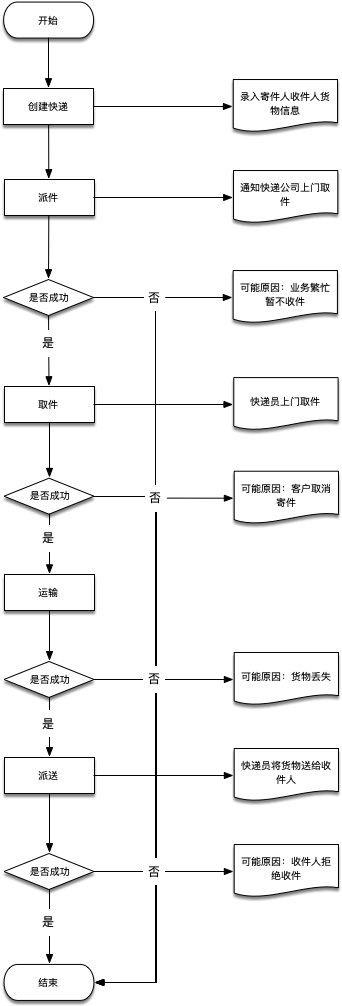 开始
创建快递
录入寄件人收件人货
物信息
派件
通知快递公司上门取
件
是否成功
否
可能原因：业务繁忙
暂不收件
是
取件
快递员上门取件
是否成功
否
可能原因：客户取消
寄件
是
运输
是否成功
否
可能原因：货物丢失
是
派送
快递员将货物送给收
件人
是否成功
否
可能原因：收件人拒
绝收件
是
结束